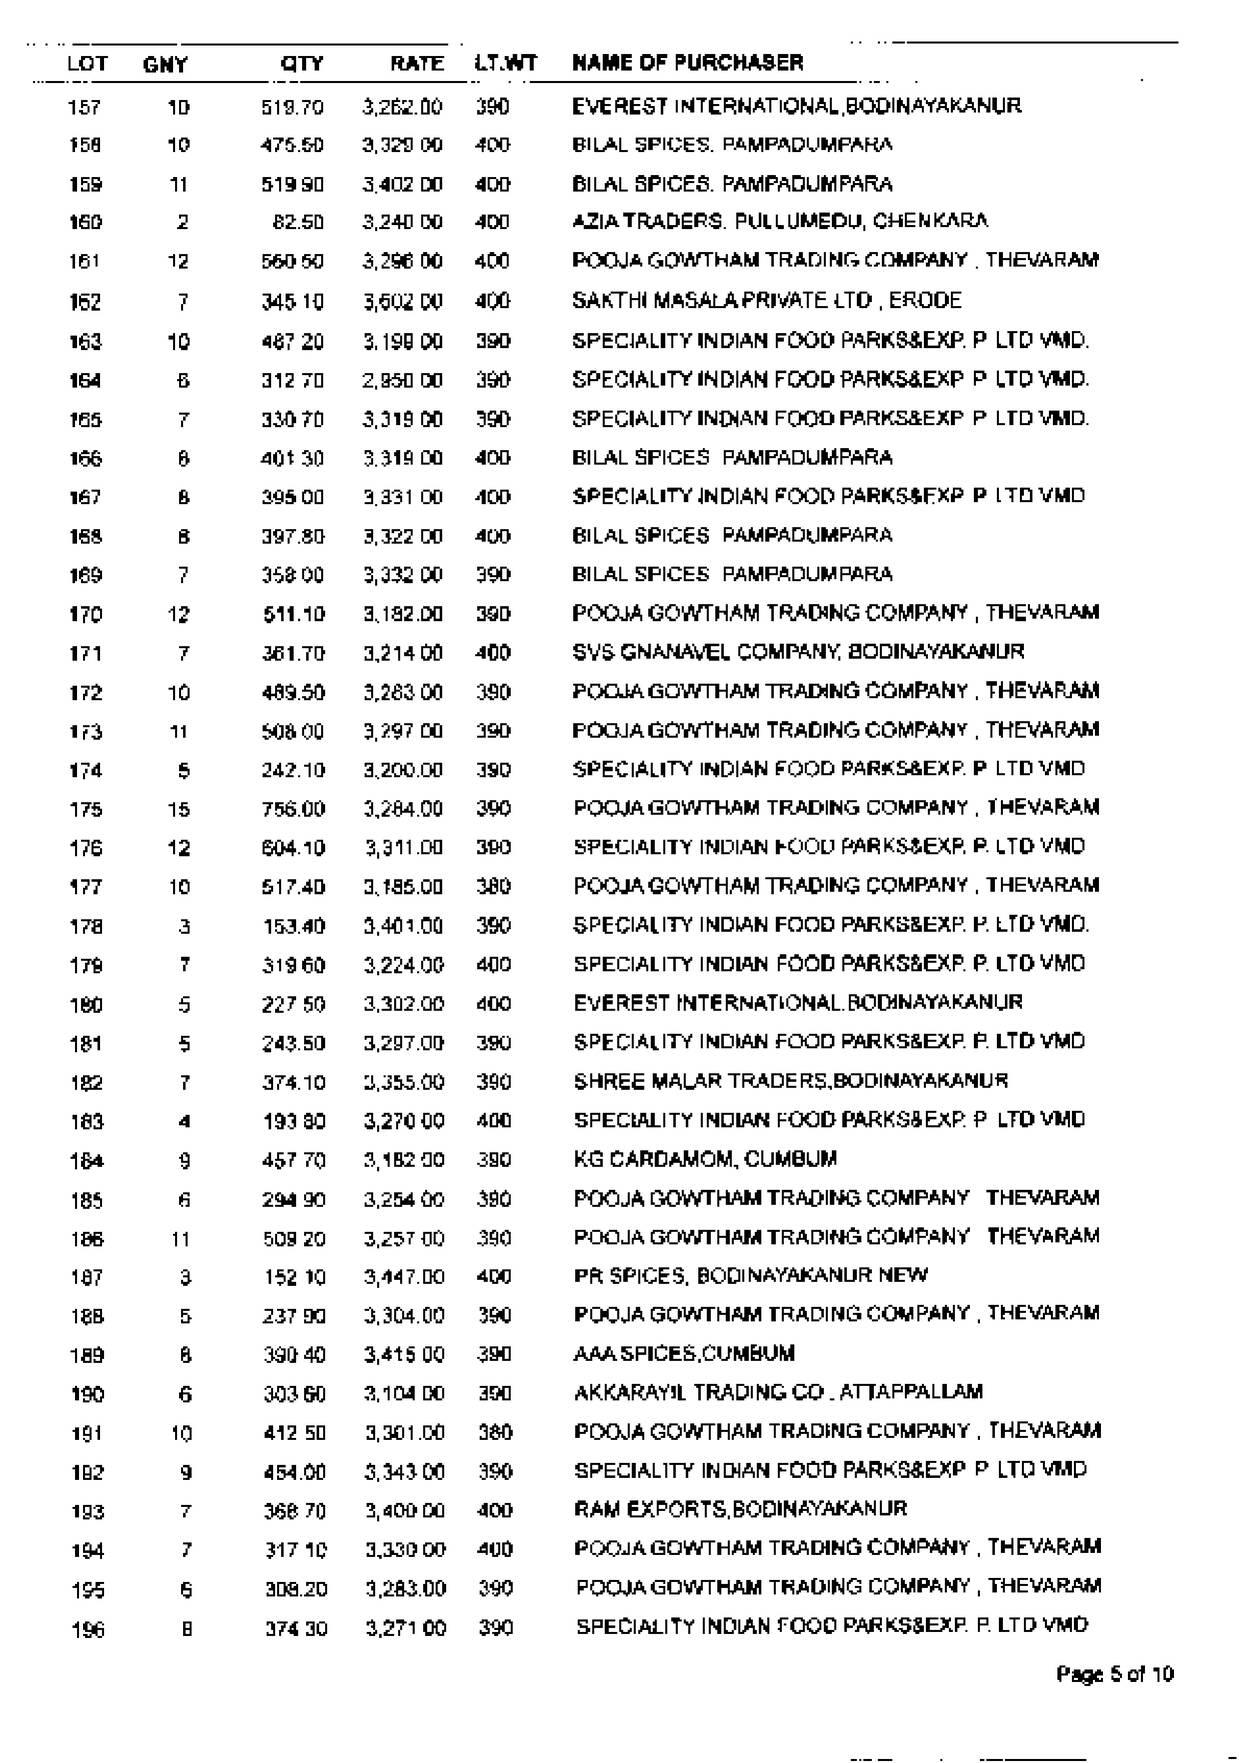 LOT GNY QTY RATE LT.WT NAME OF PURCHASER
157 10 519.70 3,262.00 390 EVEREST INTERNATIONAL,BODINAYAKANUR
158 10 475.50 3,329.00 400 BILAL SPICES. PAMPADUMPARA
159 11 519.90 3,402.00 400 BILAL SPICES. PAMPADUMPARA
160 2 82.50 3,240.00 400 AZIA TRADERS. PULLUMEDU, CHENKARA
161 12 560.50 3,296.00 400 POOJA GOWTHAM TRADING COMPANY , THEVARAM
162 7 345.10 3,602.00 400 SAKTHI MASALA PRIVATE LTD , ERODE
163 10 487.20 3,199.00 390 SPECIALITY INDIAN FOOD PARKS&EXP. P. LTD VMD.
164 6 312.70 2,950.00 390 SPECIALITY INDIAN FOOD PARKS&EXP. P. LTD VMD.
165 7 330.70 3,319.00 390 SPECIALITY INDIAN FOOD PARKS&EXP. P. LTD VMD.
166 8 401.30 3,319.00 400 BILAL SPICES PAMPADUMPARA
167 8 395.00 3,331.00 400 SPECIALITY INDIAN FOOD PARKS&EXP. P. LTD VMD
168 8 397.80 3,322.00 400 BILAL SPICES PAMPADUMPARA
169 7 358.00 3,332.00 390 BILAL SPICES PAMPADUMPARA
170 12 511.10 3,182.00 390 POOJA GOWTHAM TRADING COMPANY , THEVARAM
171 7 361.70 3,214.00 400 SVS GNANAVEL COMPANY, BODINAYAKANUR
172 10 489.50 3,283.00 390 POOJA GOWTHAM TRADING COMPANY , THEVARAM
173 11 508.00 3,297.00 390 POOJA GOWTHAM TRADING COMPANY , THEVARAM
174 5 242.10 3,200.00 390 SPECIALITY INDIAN FOOD PARKS&EXP. P. LTD VMD
175 15 756.00 3,284.00 390 POOJA GOWTHAM TRADING COMPANY , THEVARAM
176 12 604.10 3,311.00 390 SPECIALITY INDIAN FOOD PARKS&EXP. P. LTD VMD
177 10 517.40 3,185.00 380 POOJA GOWTHAM TRADING COMPANY , THEVARAM
178 3 153.40 3,401.00 390 SPECIALITY INDIAN FOOD PARKS&EXP. P. LTD VMD.
179 7 319.60 3,224.00 400 SPECIALITY INDIAN FOOD PARKS&EXP. P. LTD VMD
180 5 227.50 3,302.00 400 EVEREST INTERNATIONAL.BODINAYAKANUR
181 5 243.50 3,297.00 390 SPECIALITY INDIAN FOOD PARKS&EXP. P. LTD VMD
182 7 374.10 3,355.00 390 SHREE MALAR TRADERS,BODINAYAKANUR
183 4 193.80 3,270.00 400 SPECIALITY INDIAN FOOD PARKS&EXP. P. LTD VMD
184 9 457.70 3,182.00 390 KG CARDAMOM, CUMBUM
185 6 294.90 3,254.00 390 POOJA GOWTHAM TRADING COMPANY THEVARAM
186 11 509.20 3,257.00 390 POOJA GOWTHAM TRADING COMPANY THEVARAM
187 3 152.10 3,447.00 400 PR SPICES, BODINAYAKANUR NEW
188 5 237.90 3,304.00 390 POOJA GOWTHAM TRADING COMPANY , THEVARAM
189 8 390.40 3,415.00 390 AAA SPICES,CUMBUM
190 6 303.60 3,104.00 390 AKKARAYIL TRADING CO . ATTAPPALLAM
191 10 412.50 3,301.00 380 POOJA GOWTHAM TRADING COMPANY , THEVARAM
192 9 454.00 3,343.00 390 SPECIALITY INDIAN FOOD PARKS&EXP. P. LTD VMD
193 7 368.70 3,400.00 400 RAM EXPORTS,BODINAYAKANUR
194 7 317.10 3,330.00 400 POOJA GOWTHAM TRADING COMPANY , THEVARAM
195 6 308.20 3,283.00 390 POOJA GOWTHAM TRADING COMPANY , THEVARAM
196 8 374.30 3,271.00 390 SPECIALITY INDIAN FOOD PARKS&EXP. P. LTD VMD
Page 5 of 10